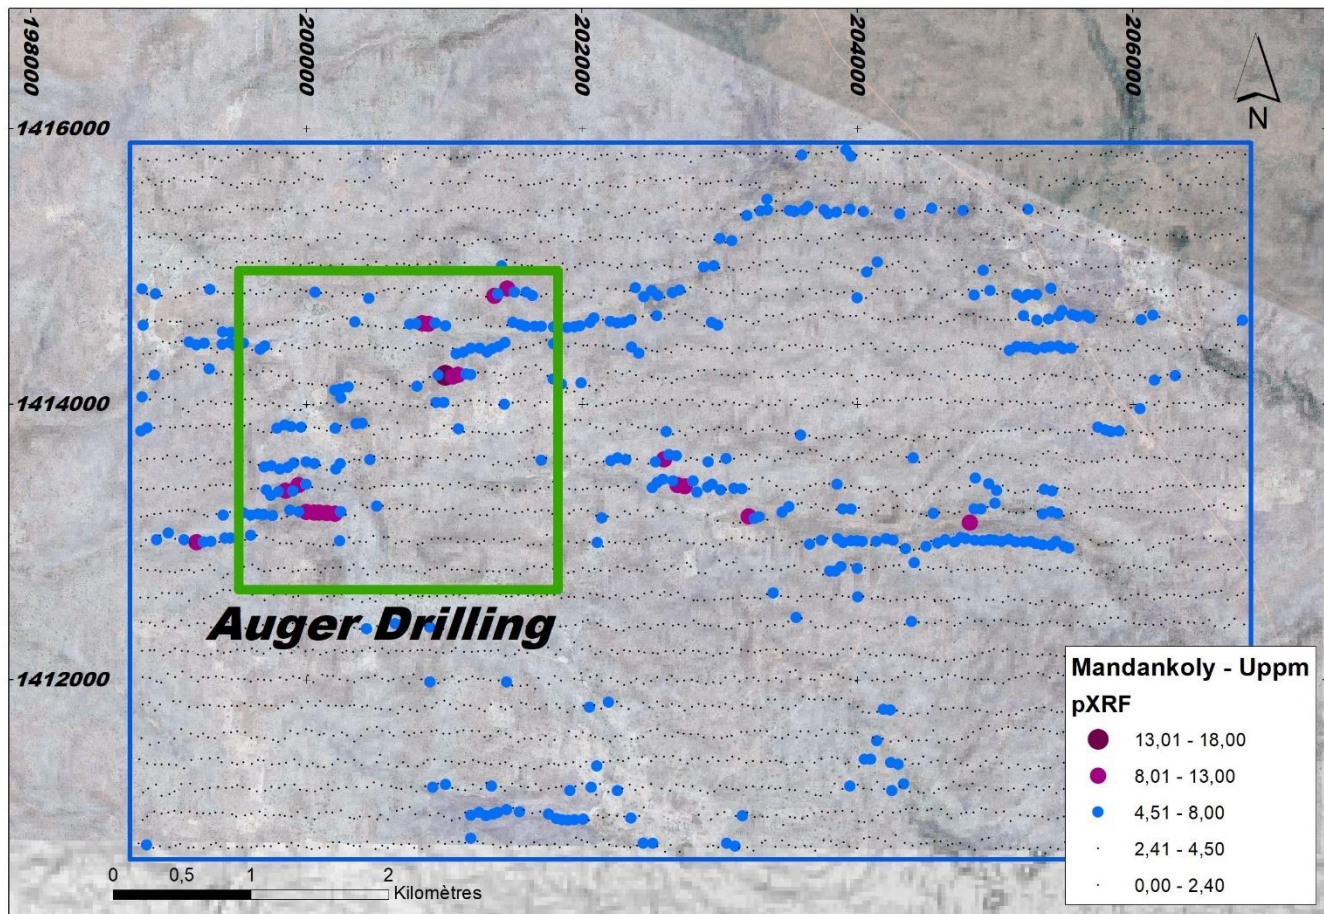 198000
200000
202000
204000
206000
N
1416000
1414000
1412000
Auger Drilling
Mandankoly - Uppm
pXRF
13,01 - 18,00
8,01 - 13,00
4,51 - 8,00
2,41 - 4,50
0,00 - 2,40
0 0,5 1 2
Kilomètres